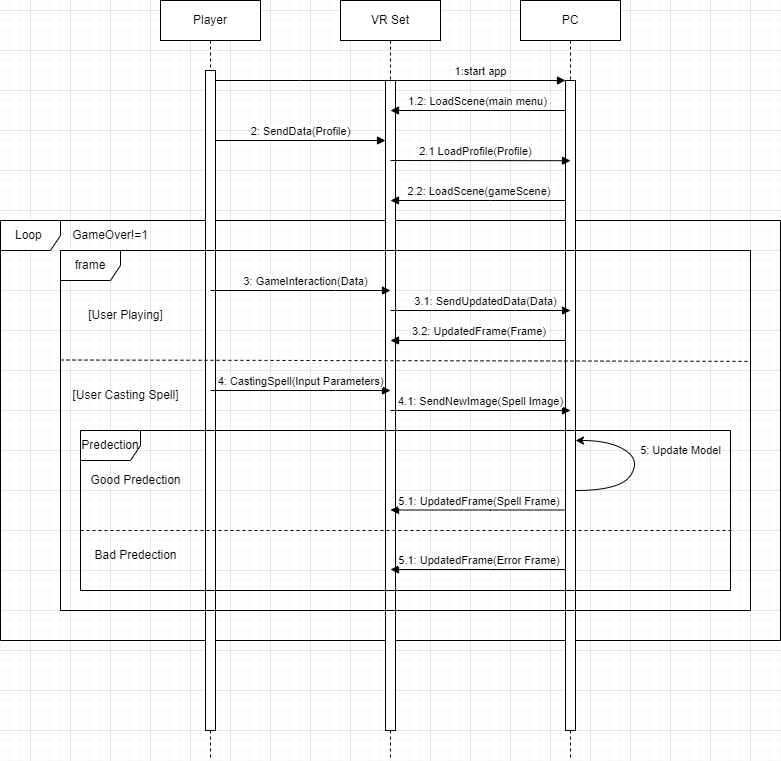 Player
VR Set
PC
1:start app
1.2: LoadScene(main menu)
2: SendData(Profile)
2.1 LoadProfile(Profile)
2.2: LoadScene(gameScene)
Loop
GameOver!=1
frame
3: GameInteraction(Data)
3.1: SendUpdatedData(Data)
[User Playing]
3.2: UpdatedFrame(Frame)
4: CastingSpell(Input Parameters)
[User Casting Spell]
4.1: SendNewImage(Spell Image)
Predection
5: Update Model
Good Predection
5.1: UpdatedFrame(Spell Frame)
Bad Predection
5.1: UpdatedFrame(Error Frame)